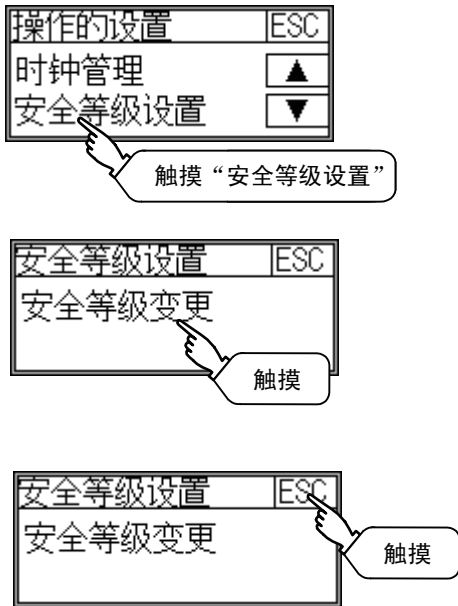 操作的设置 ESC
时钟管理 ▲
安全等级设置 ▼
触摸“安全等级设置”
安全等级设置 ESC
安全等级变更
触摸
安全等级设置 ESC
安全等级变更
触摸